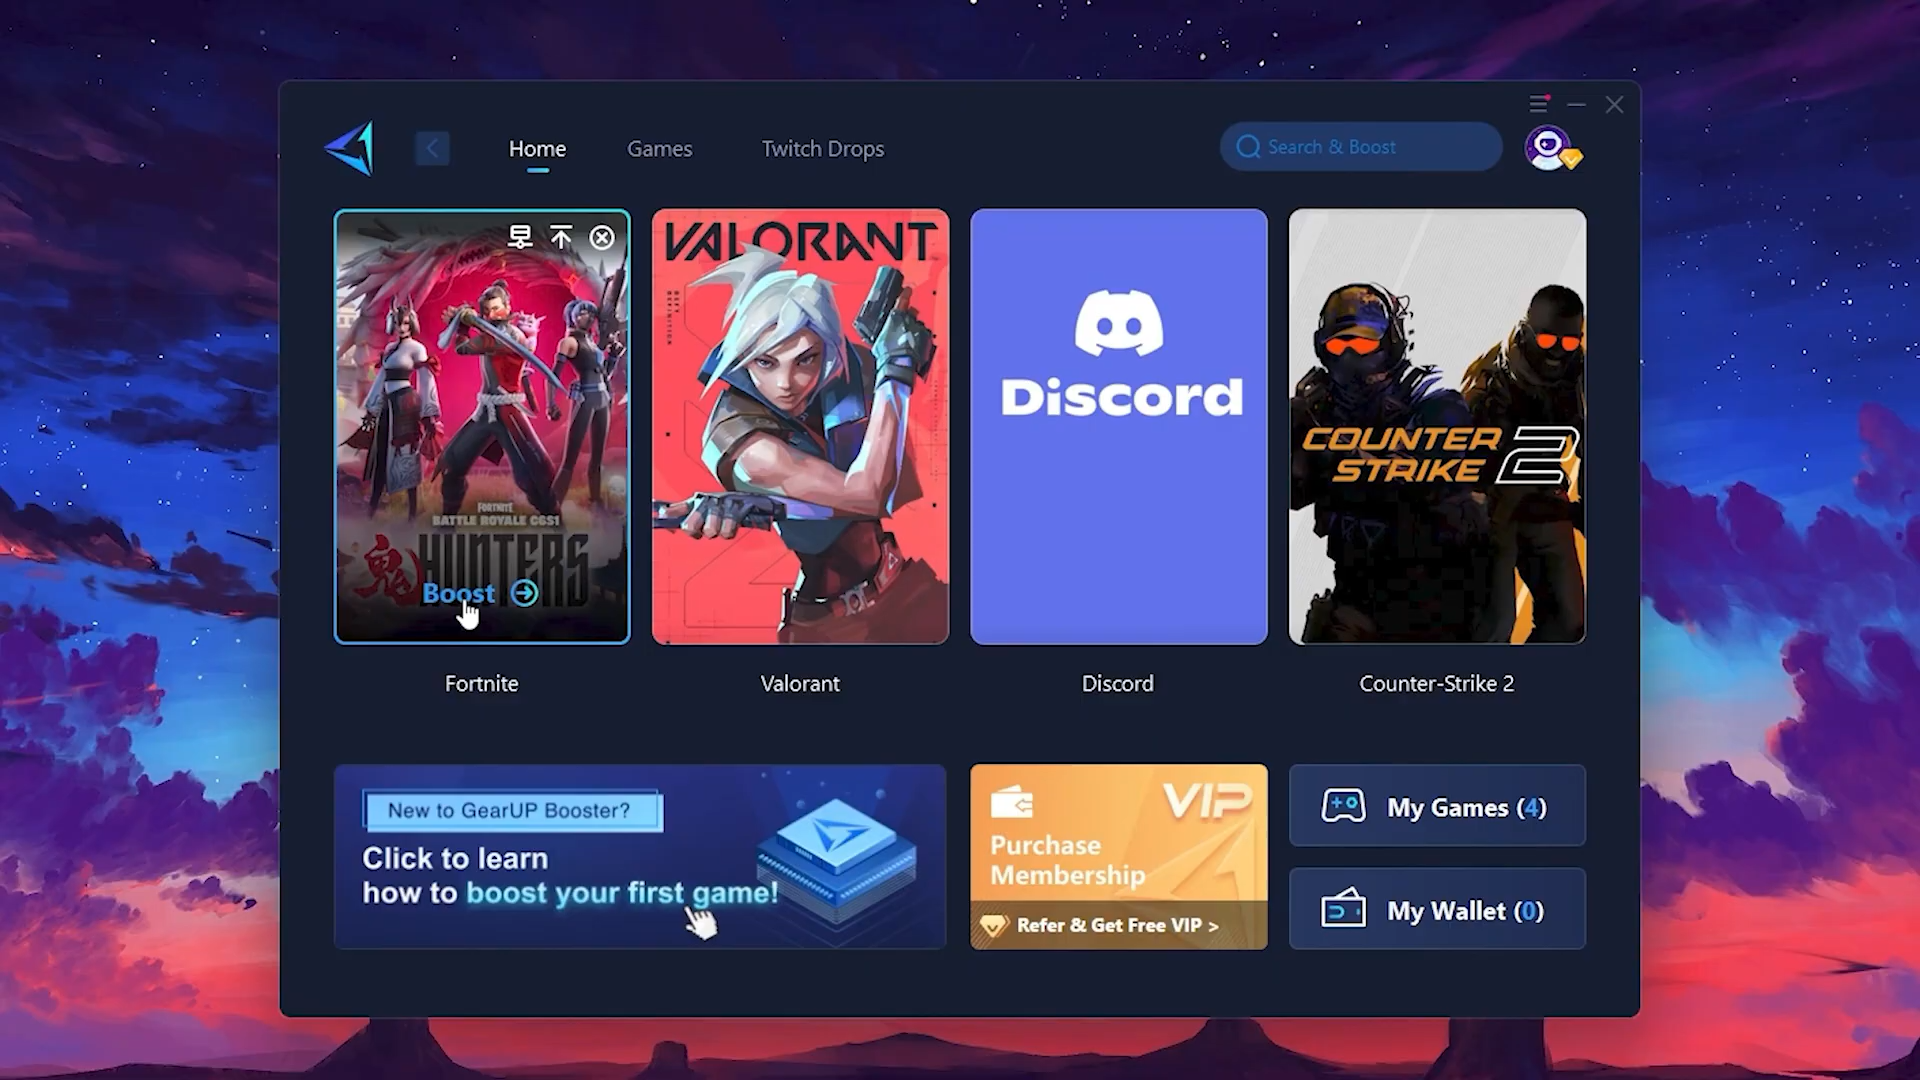 Home
Games
Twitch Drops
Search & Boost
FORTNITE
BATTLE ROYALE C6S1
鬼 HUNTERS
Boost
VALORANT
Discord
COUNTER
STRIKE 2
Fortnite
Valorant
Discord
Counter-Strike 2
New to GearUP Booster?
Click to learn
how to boost your first game!
VIP
Purchase
Membership
Refer & Get Free VIP >
My Games (4)
My Wallet (0)